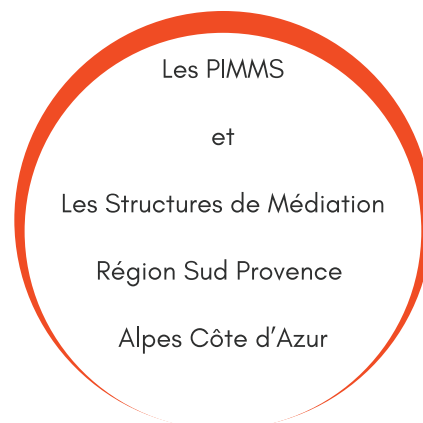 Les PIMMS
et
Les Structures de Médiation
Région Sud Provence
Alpes Côte d’Azur